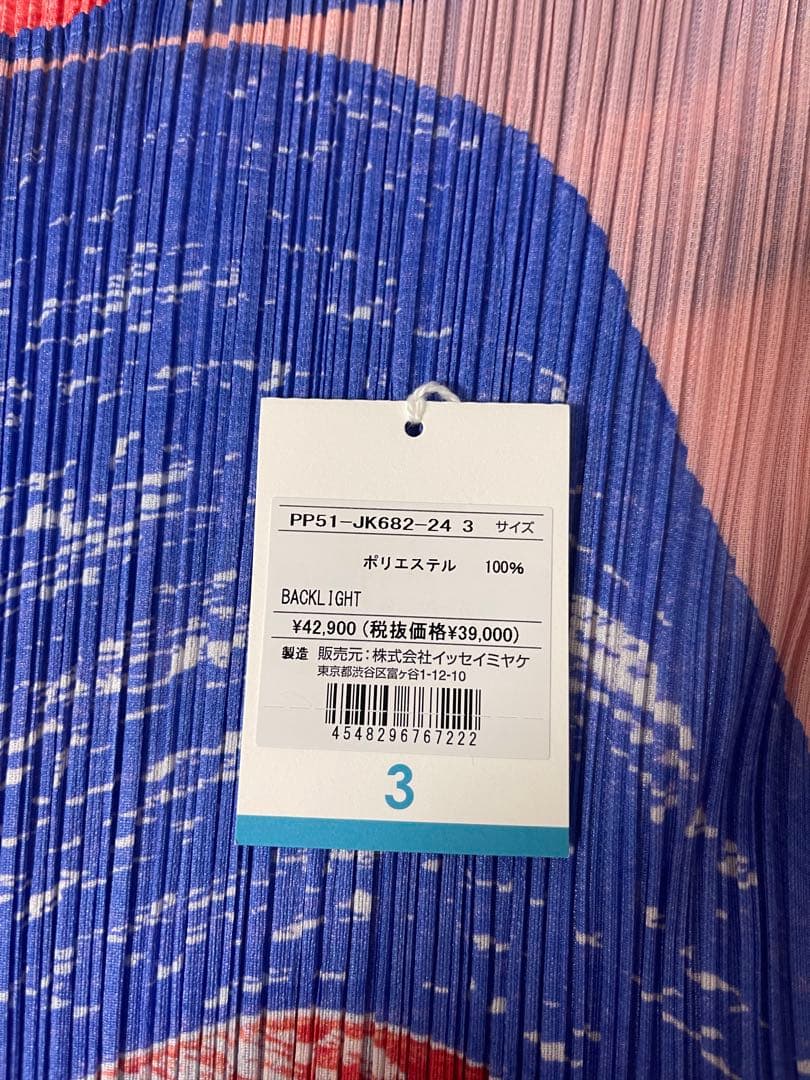 PP51-JK682-24 3 サイズ
ポリエステル 100%
BACKLIGHT
¥42,900 (税抜価格¥39,000)
製造 販売元:株式会社イッセイミヤケ
東京都渋谷区富ヶ谷1-12-10
4548296767222
3